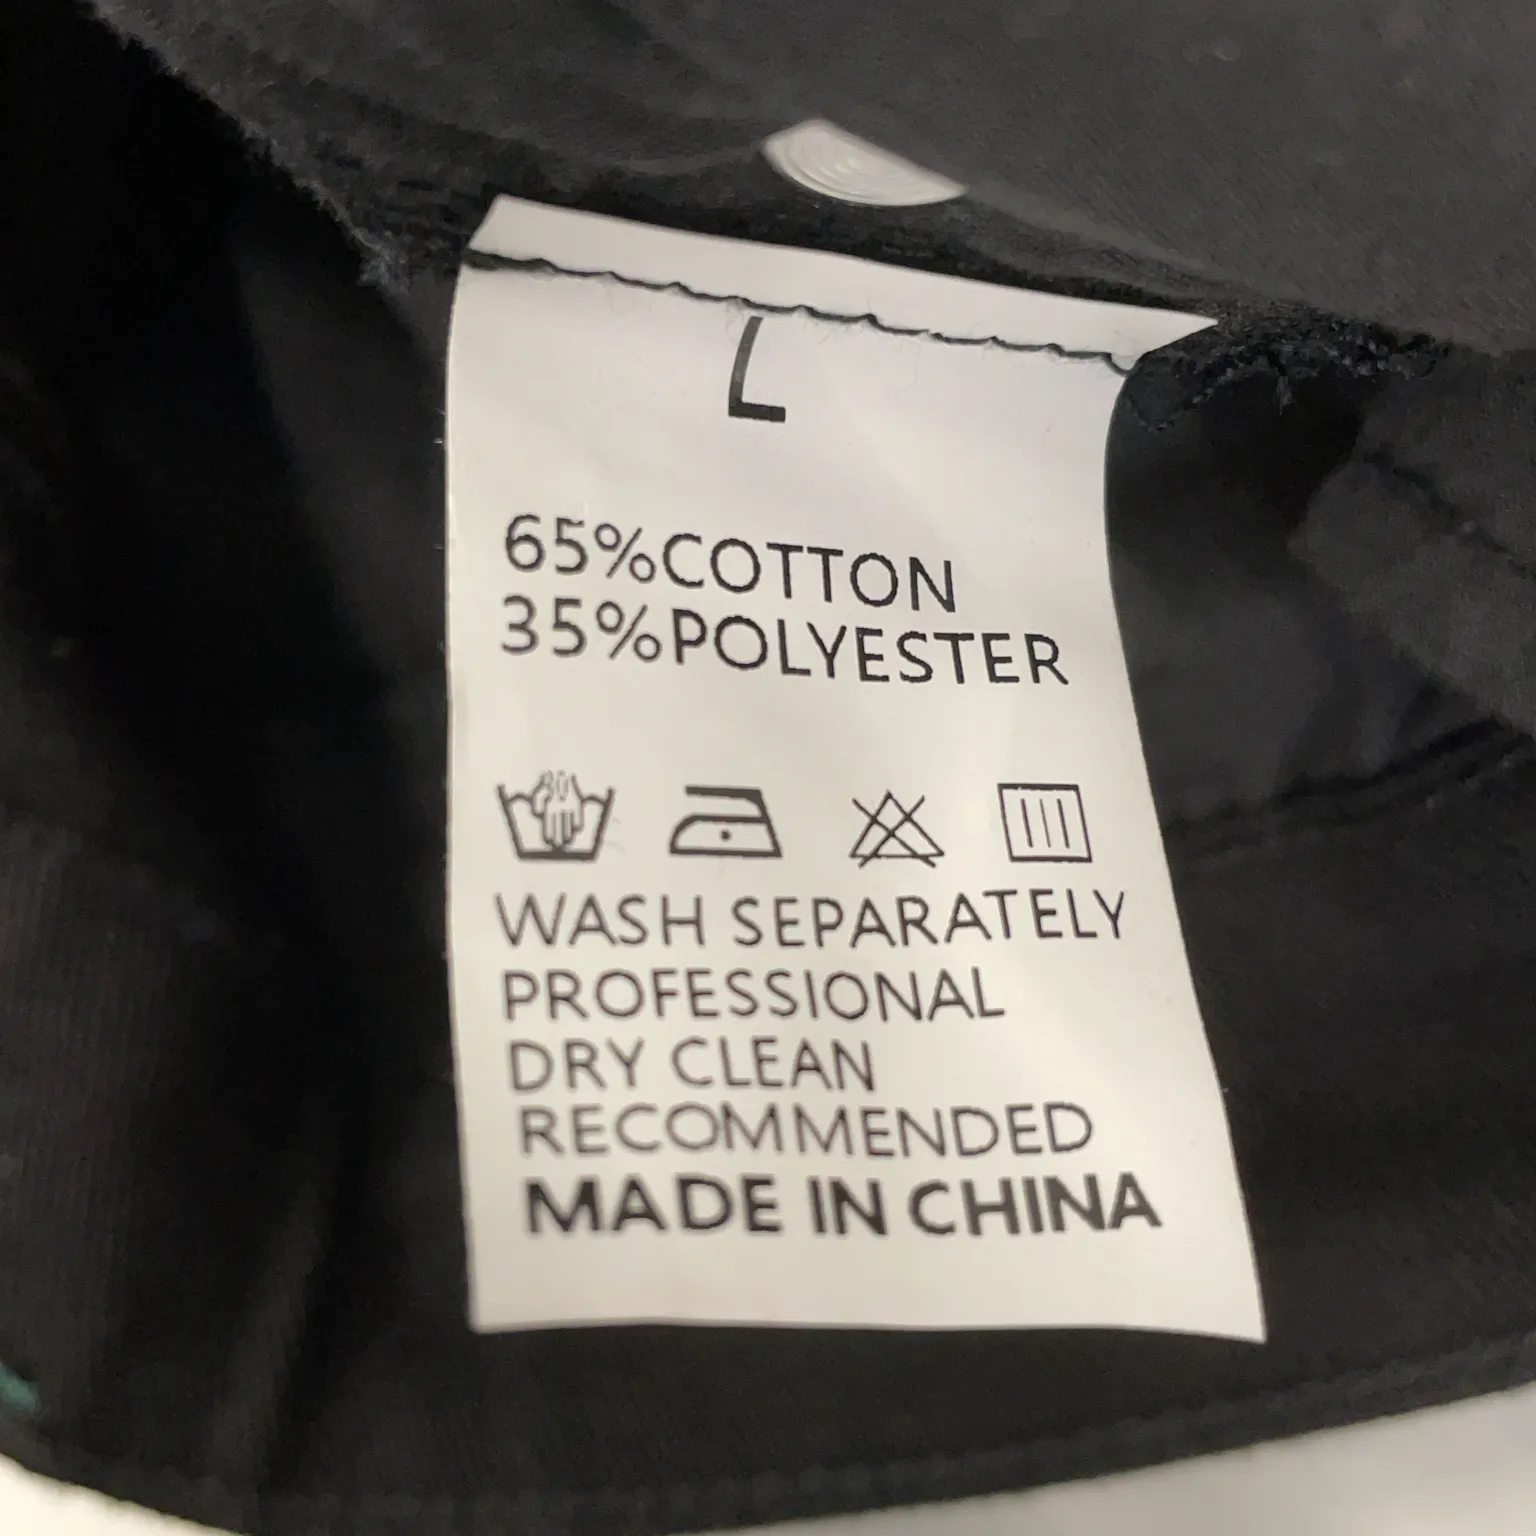 L
65%COTTON
35%POLYESTER
WASH SEPARATELY
PROFESSIONAL
DRY CLEAN
RECOMMENDED
MADE IN CHINA